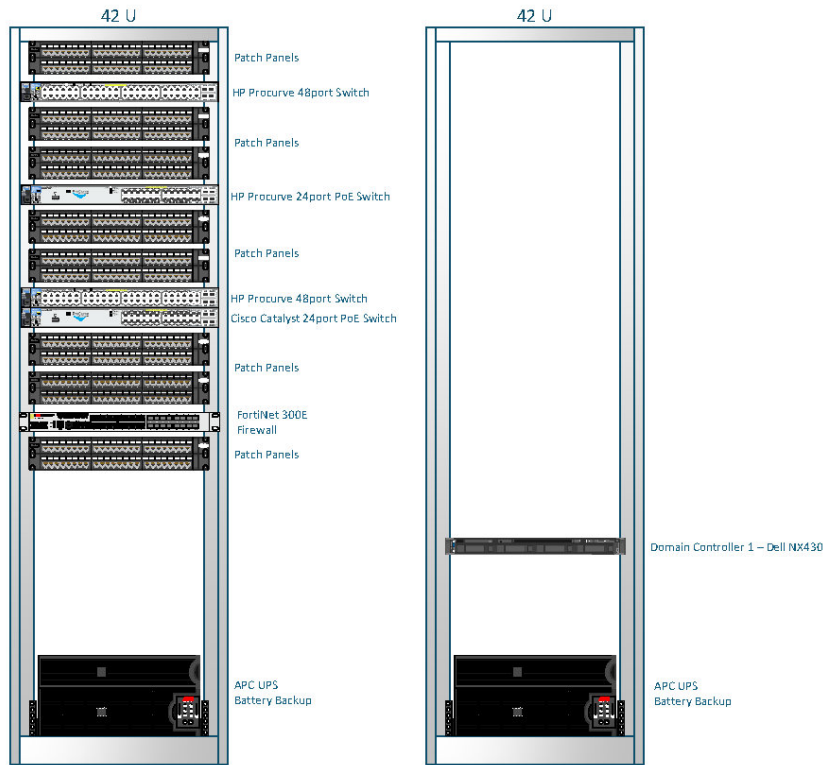 42 U
Patch Panels
HP Procurve 48port Switch
Patch Panels
HP Procurve 24port PoE Switch
Patch Panels
HP Procurve 48port Switch
Cisco Catalyst 24port PoE Switch
Patch Panels
FortiNet 300E
Firewall
Patch Panels
APC UPS
Battery Backup
42 U
Domain Controller 1 – Dell NX430
APC UPS
Battery Backup